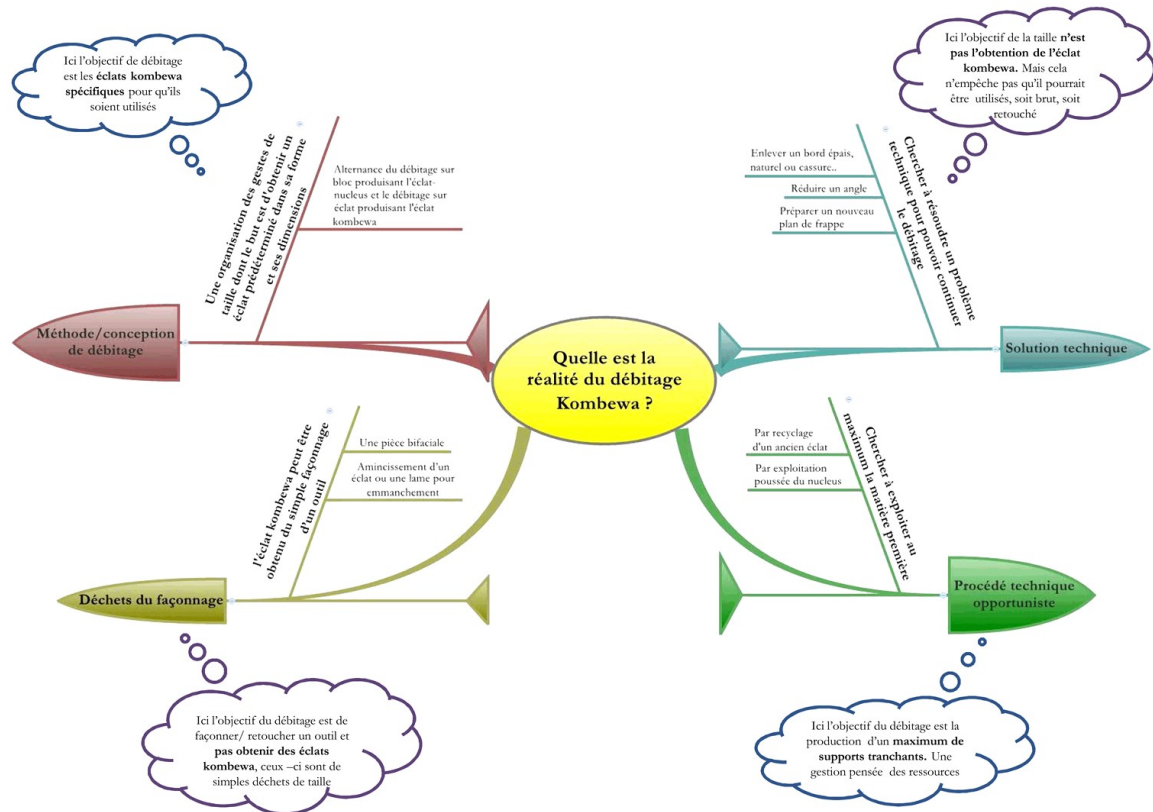 Ici l'objectif de débitage
est les éclats kombewa
spécifiques pour qu'ils
soient utilisés
Ici l'objectif de la taille n'est
pas l'obtention de l'éclat
kombewa. Mais cela
n'empêche pas qu'il pourrait
être utilisés, soit brut, soit
retouché
Une organisation des gestes de
taille dont le but est d'obtenir un
éclat prédéterminé dans sa forme
et ses dimensions
Alternance du débitage sur
bloc produisant l'éclat-
nucleus et le débitage sur
éclat produisant l'éclat
kombewa
Enlever un bord épais,
naturel ou cassure..
Réduire un angle
Préparer un nouveau
plan de frappe
Chercher à résoudre un problème
technique pour pouvoir continuer
le débitage
Méthode/conception
de débitage
Quelle est la
réalité du débitage
Kombewa ?
Solution technique
l'éclat kombewa peut être
obtenu du simple façonnage
d'un outil
Une pièce bifaciale
Amincissement d'un
éclat ou une lame pour
emmanchement
Par recyclage
d'un ancien éclat
Par exploitation
poussée du nucleus
Chercher à exploiter au
maximum la matière première
Déchets du façonnage
Procédé technique
opportuniste
Ici l'objectif du débitage est de
façonner/ retoucher un outil et
pas obtenir des éclats
kombewa, ceux –ci sont de
simples déchets de taille
Ici l'objectif du débitage est la
production d'un maximum de
supports tranchants. Une
gestion pensée des ressources